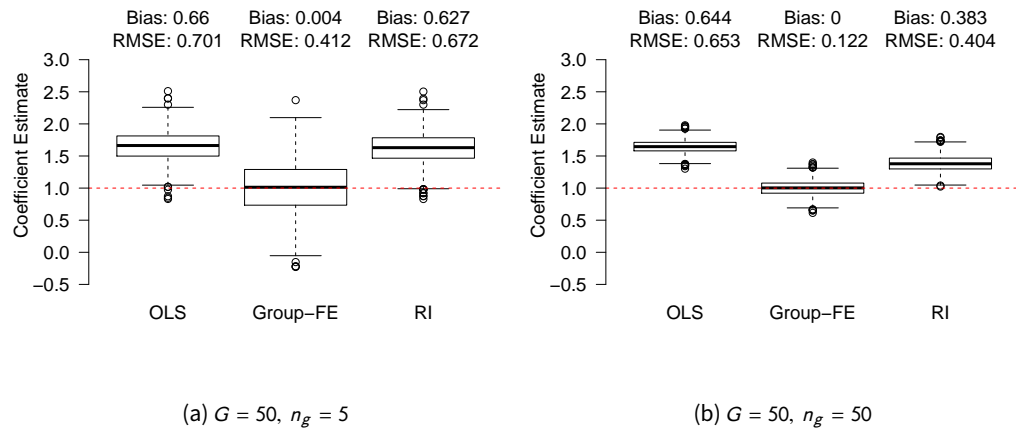 Bias: 0.66 Bias: 0.004 Bias: 0.627
RMSE: 0.701 RMSE: 0.412 RMSE: 0.672
Coefficient Estimate
3.0
2.5
2.0
1.5
1.0
0.5
0.0
−0.5
OLS Group−FE RI
(a) G = 50, n_g = 5
Bias: 0.644 Bias: 0 Bias: 0.383
RMSE: 0.653 RMSE: 0.122 RMSE: 0.404
Coefficient Estimate
3.0
2.5
2.0
1.5
1.0
0.5
0.0
−0.5
OLS Group−FE RI
(b) G = 50, n_g = 50